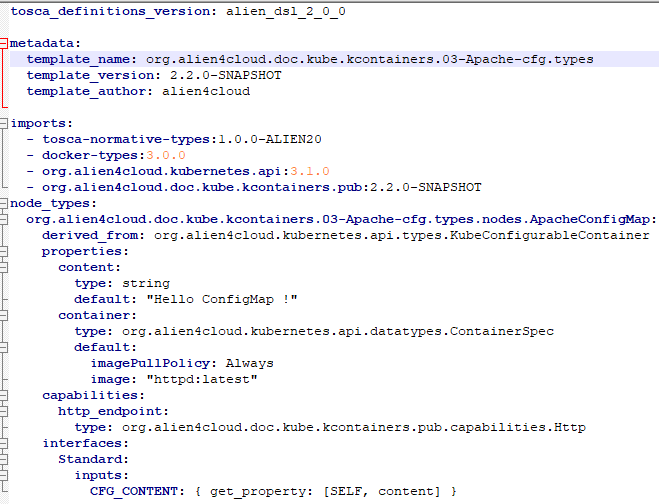 tosca_definitions_version: alien_dsl_2_0_0

metadata:
  template_name: org.alien4cloud.doc.kube.kcontainers.03-Apache-cfg.types
  template_version: 2.2.0-SNAPSHOT
  template_author: alien4cloud

imports:
  - tosca-normative-types:1.0.0-ALIEN20
  - docker-types:3.0.0
  - org.alien4cloud.kubernetes.api:3.1.0
  - org.alien4cloud.doc.kube.kcontainers.pub:2.2.0-SNAPSHOT
node_types:
  org.alien4cloud.doc.kube.kcontainers.03-Apache-cfg.types.nodes.ApacheConfigMap:
    derived_from: org.alien4cloud.kubernetes.api.types.KubeConfigurableContainer
    properties:
      content:
        type: string
        default: "Hello ConfigMap !"
      container:
        type: org.alien4cloud.kubernetes.api.datatypes.ContainerSpec
        default:
          imagePullPolicy: Always
          image: "httpd:latest"
    capabilities:
      http_endpoint:
        type: org.alien4cloud.doc.kube.kcontainers.pub.capabilities.Http
    interfaces:
      Standard:
        inputs:
          CFG_CONTENT: { get_property: [SELF, content] }